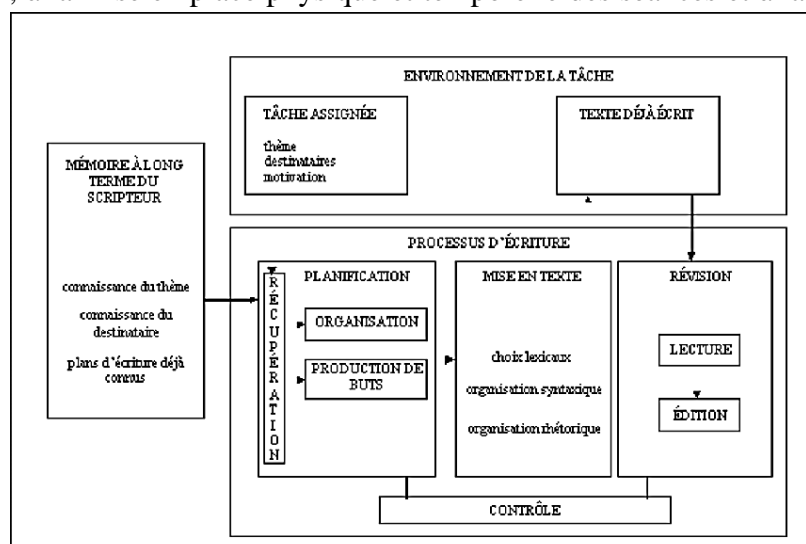 ENVIRONNEMENT DE LA TÂCHE
TÂCHE ASSIGNÉE
thème
destinataires
motivation
TEXTE DÉJÀ ÉCRIT
MÉMOIRE À LONG
TERME DU
SCRIPTEUR
connaissance du thème
connaissance du
destinataire
plans d'écriture déjà
connus
PROCESSUS D'ÉCRITURE
RÉCUPÉRATION
PLANIFICATION
ORGANISATION
PRODUCTION DE
BUTS
MISE EN TEXTE
choix lexicaux
organisation syntaxique
organisation rhétorique
RÉVISION
LECTURE
ÉDITION
CONTRÔLE